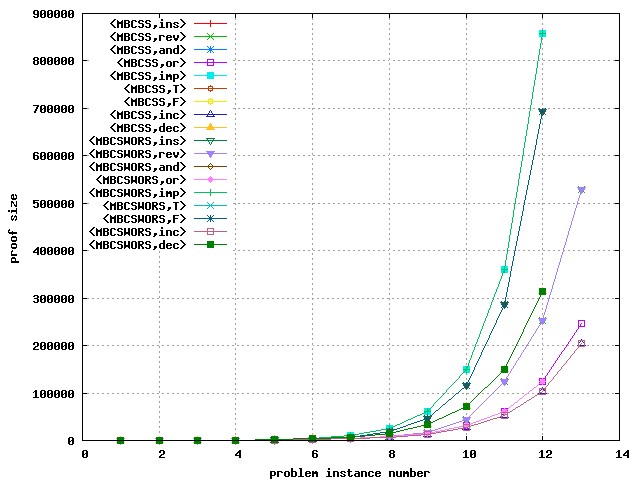 900000
800000
700000
600000
500000
400000
300000
200000
100000
0
proof size
<MBCSS,ins>
<MBCSS,rev>
<MBCSS,and>
<MBCSS,or>
<MBCSS,imp>
<MBCSS,T>
<MBCSS,F>
<MBCSS,inc>
<MBCSS,dec>
<MBCSWORS,ins>
<MBCSWORS,rev>
<MBCSWORS,and>
<MBCSWORS,or>
<MBCSWORS,imp>
<MBCSWORS,T>
<MBCSWORS,F>
<MBCSWORS,inc>
<MBCSWORS,dec>
0 2 4 6 8 10 12 14
problem instance number